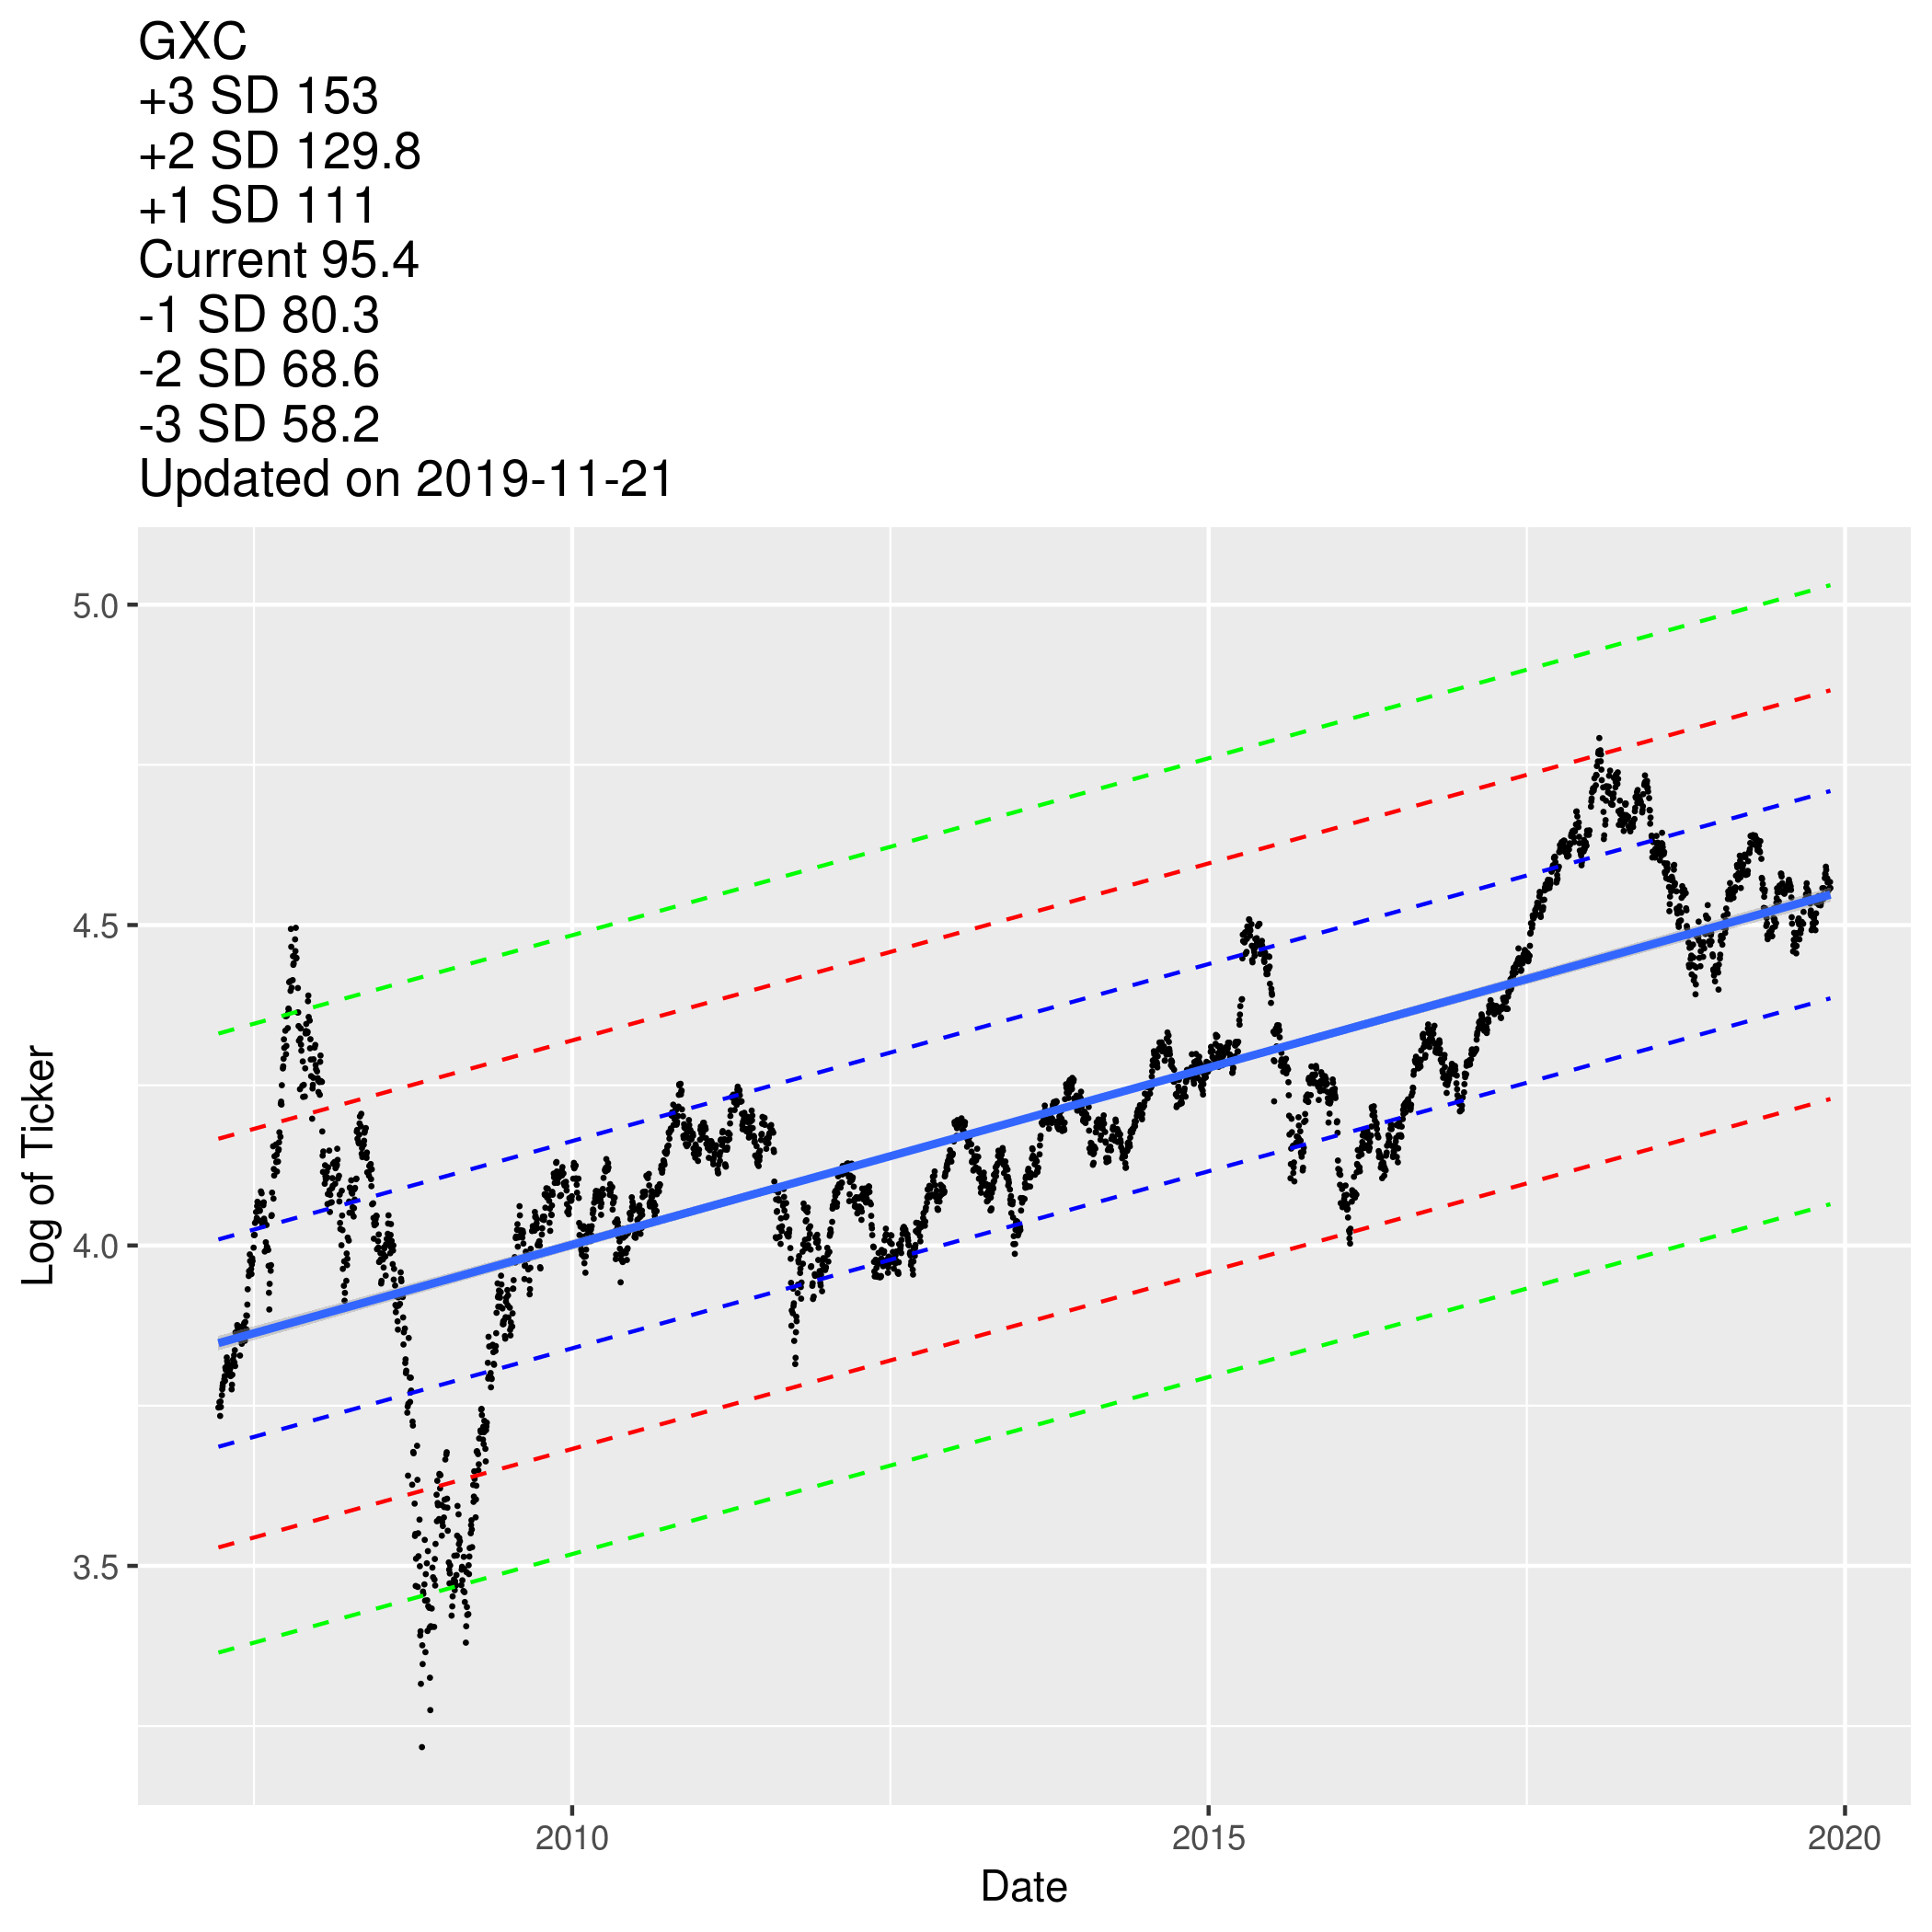 GXC
+3 SD 153
+2 SD 129.8
+1 SD 111
Current 95.4
-1 SD 80.3
-2 SD 68.6
-3 SD 58.2
Updated on 2019-11-21
5.0
4.5
4.0
3.5
Log of Ticker
2010 2015 2020
Date